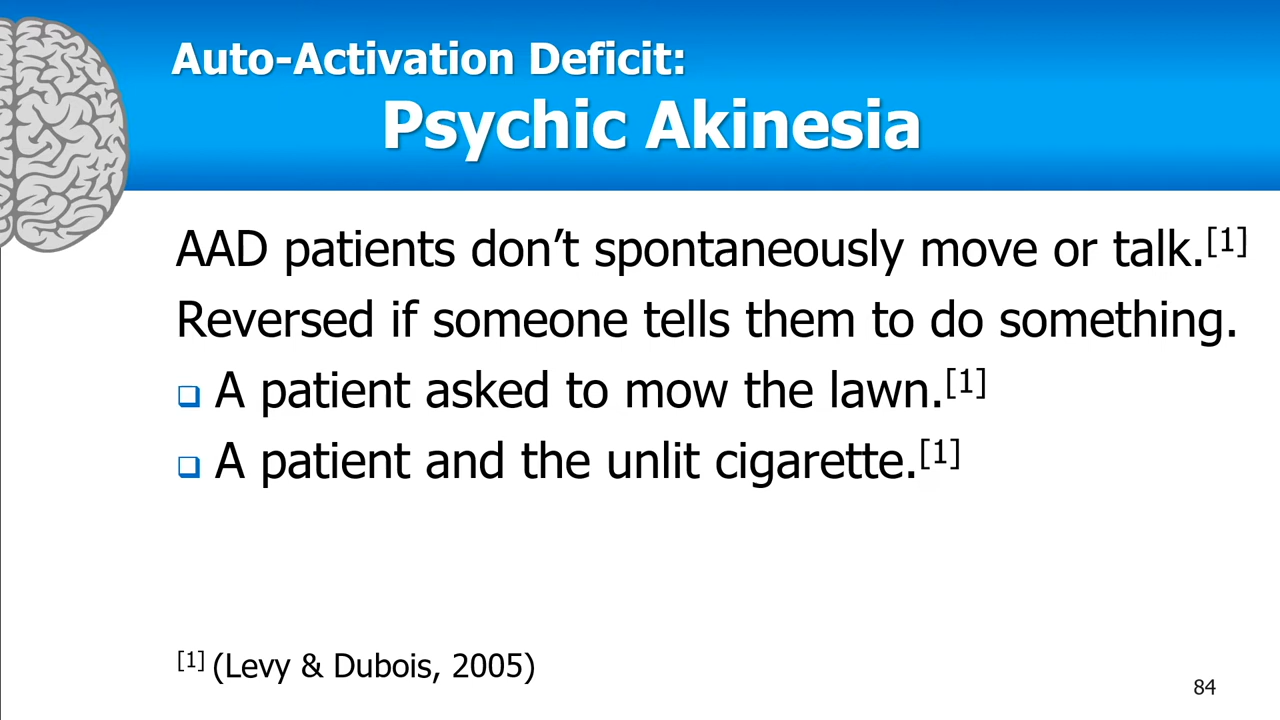 Auto-Activation Deficit:
Psychic Akinesia
AAD patients don’t spontaneously move or talk.[1]
Reversed if someone tells them to do something.
❑ A patient asked to mow the lawn.[1]
❑ A patient and the unlit cigarette.[1]
[1] (Levy & Dubois, 2005)
84